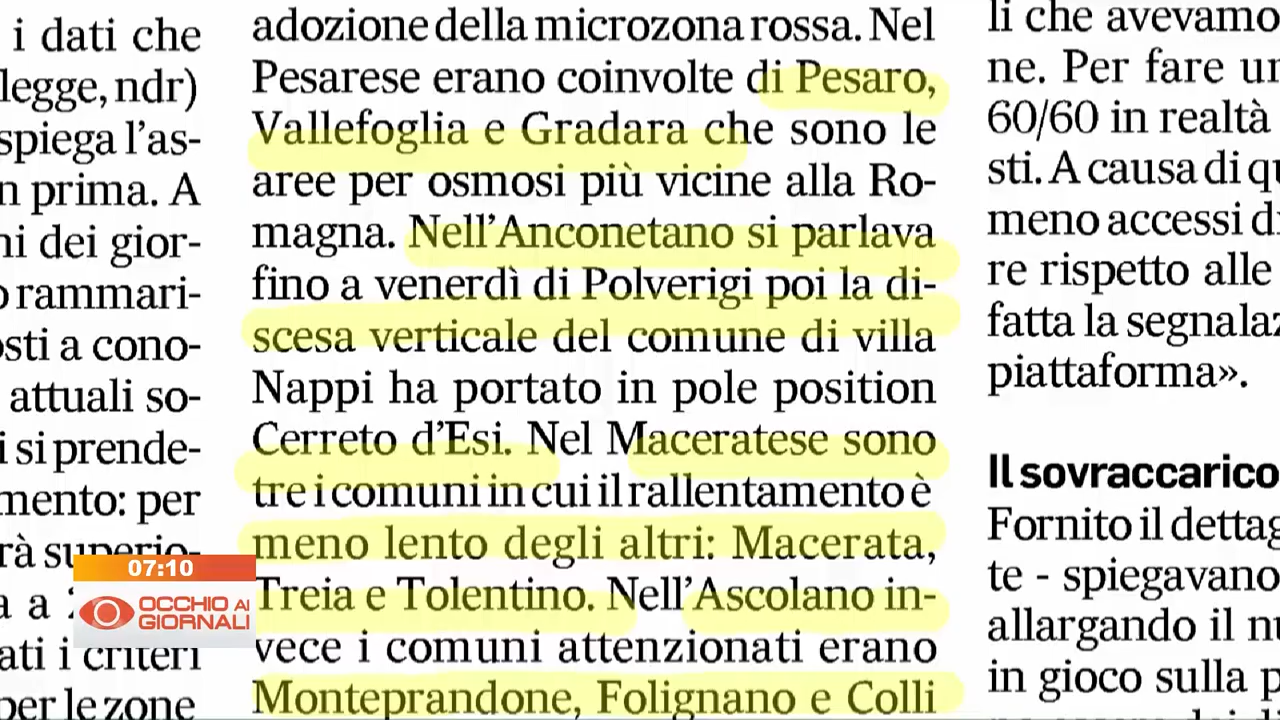 i dati che
legge, ndr)
spiega l'as-
n prima. A
ni dei gior-
o rammari-
osti a cono-
attuali so-
i si prende-
mento: per
rà superio-
a a
ati i criteri
per le zone
adozione della microzona rossa. Nel
Pesarese erano coinvolte di Pesaro,
Vallefoglia e Gradara che sono le
aree per osmosi più vicine alla Ro-
magna. Nell'Anconetano si parlava
fino a venerdì di Polverigi poi la di-
scesa verticale del comune di villa
Nappi ha portato in pole position
Cerreto d'Esi. Nel Maceratese sono
tre i comuni in cui il rallentamento è
meno lento degli altri: Macerata,
Treia e Tolentino. Nell'Ascolano in-
vece i comuni attenzionati erano
Monteprandone, Folignano e Colli
li che avevamo
ne. Per fare un
60/60 in realtà
sti. A causa di qu
meno accessi di
re rispetto alle
fatta la segnalaz
piattaforma».
Il sovraccarico
Fornito il dettag
te - spiegavano
allargando il nu
in gioco sulla p
07:10
OCCHIO AI
GIORNALI